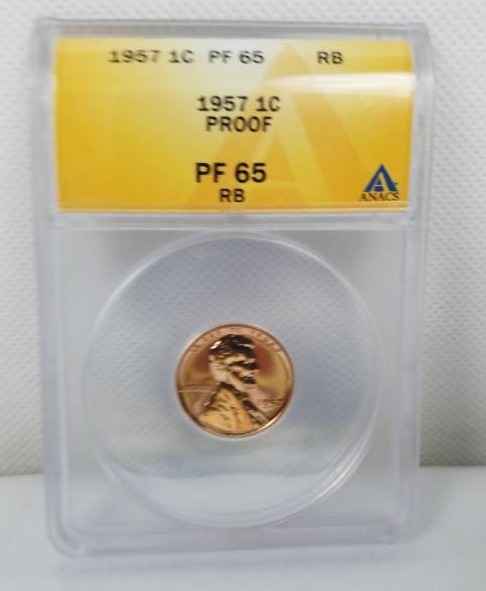 1957 1C PF 65 RB
1957 1C
PROOF
PF 65
RB
ANACS